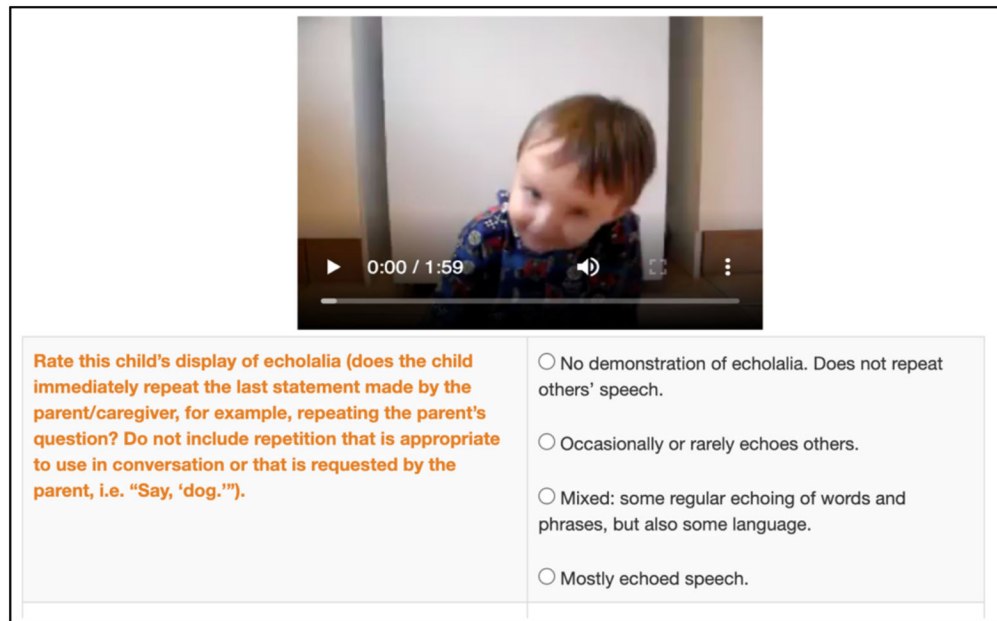 0:00 / 1:59
Rate this child's display of echolalia (does the child
immediately repeat the last statement made by the
parent/caregiver, for example, repeating the parent's
question? Do not include repetition that is appropriate
to use in conversation or that is requested by the
parent, i.e. “Say, ‘dog.’”).
No demonstration of echolalia. Does not repeat
others’ speech.
Occasionally or rarely echoes others.
Mixed: some regular echoing of words and
phrases, but also some language.
Mostly echoed speech.